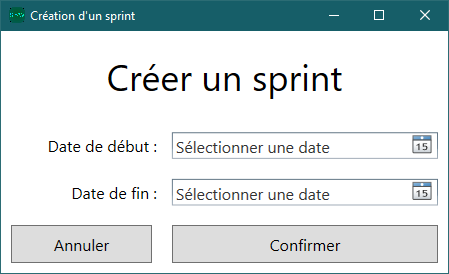 Création d'un sprint
Créer un sprint
Date de début :
Sélectionner une date
15
Date de fin :
Sélectionner une date
15
Annuler
Confirmer